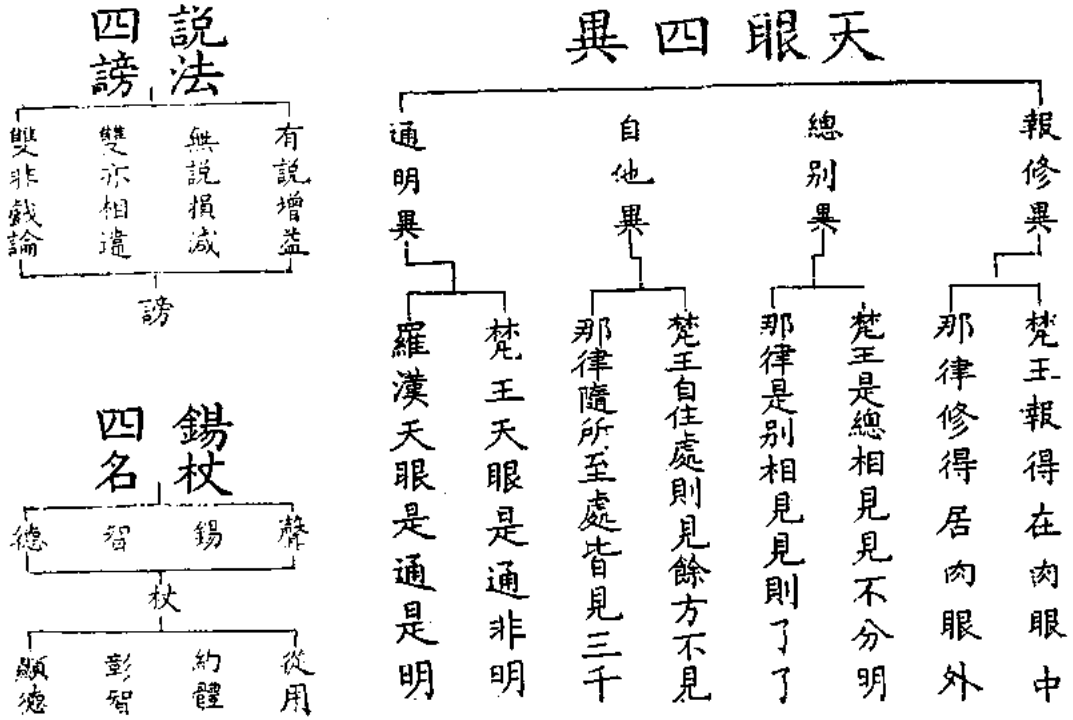 天眼四異
報修異
總別異
自他異
通明異
梵王報得在肉眼中
那律修得居肉眼外
梵王是總相見見不分明
那律是別相見見則了了
梵王自住處則見餘方不見
那律隨所至處皆見三千
梵王天眼是通非明
羅漢天眼是通是明
說法
四謗
有說增益
無說損減
雙亦相違
雙非戲論
謗
錫杖
四名
聲
錫
智
德
杖
從用
約體
彰智
顯德